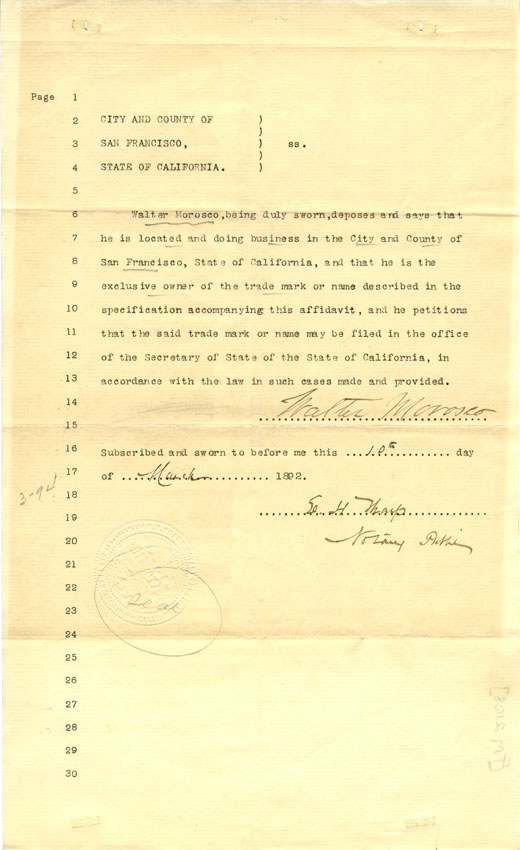 Page 1
2 CITY AND COUNTY OF )
)
3 SAN FRANCISCO, ) ss.
)
4 STATE OF CALIFORNIA. )
5
6 Walter Morosco, being duly sworn, deposes and says that
7 he is located and doing business in the City and County of
8 San Francisco, State of California, and that he is the
9 exclusive owner of the trade mark or name described in the
10 specification accompanying this affidavit, and he petitions
11 that the said trade mark or name may be filed in the office
12 of the Secretary of State of the State of California, in
13 accordance with the law in such cases made and provided.
14 Walter Morosco
15
16 Subscribed and sworn to before me this ...10th......... day
17 of ....March........... 1892.
3-94
18 H Tharp
19
20 Notary Public
21
22 Seal
23
24
25
26
27
28
29
30